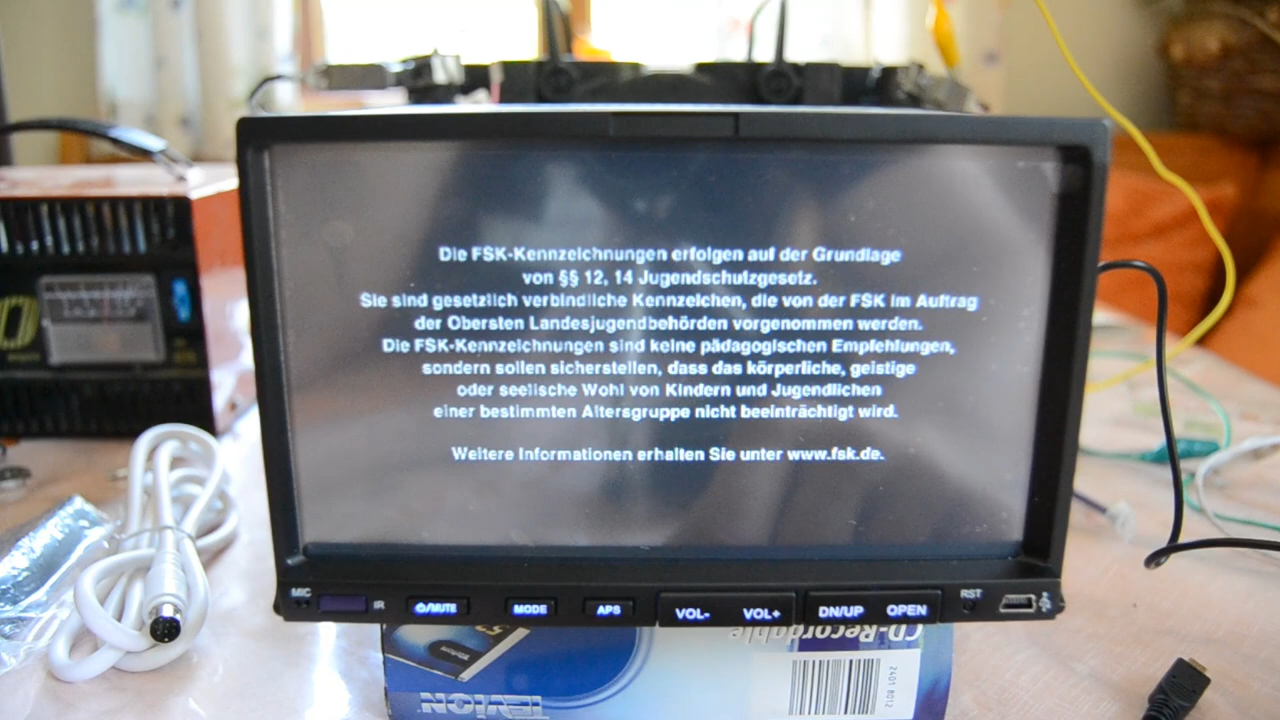 Die FSK-Kennzeichnungen erfolgen auf der Grundlage
von §§ 12, 14 Jugendschutzgesetz.
Sie sind gesetzlich verbindliche Kennzeichen, die von der FSK im Auftrag
der Obersten Landesjugendbehörden vorgenommen werden.
Die FSK-Kennzeichnungen sind keine pädagogischen Empfehlungen,
sondern sollen sicherstellen, dass das körperliche, geistige
oder seelische Wohl von Kindern und Jugendlichen
einer bestimmten Altersgruppe nicht beeinträchtigt wird.
Weitere Informationen erhalten Sie unter www.fsk.de.
MIC IR /MUTE MODE APS VOL- VOL+ DN/UP OPEN RST
CD-Recordable
TEVION
2401 8012